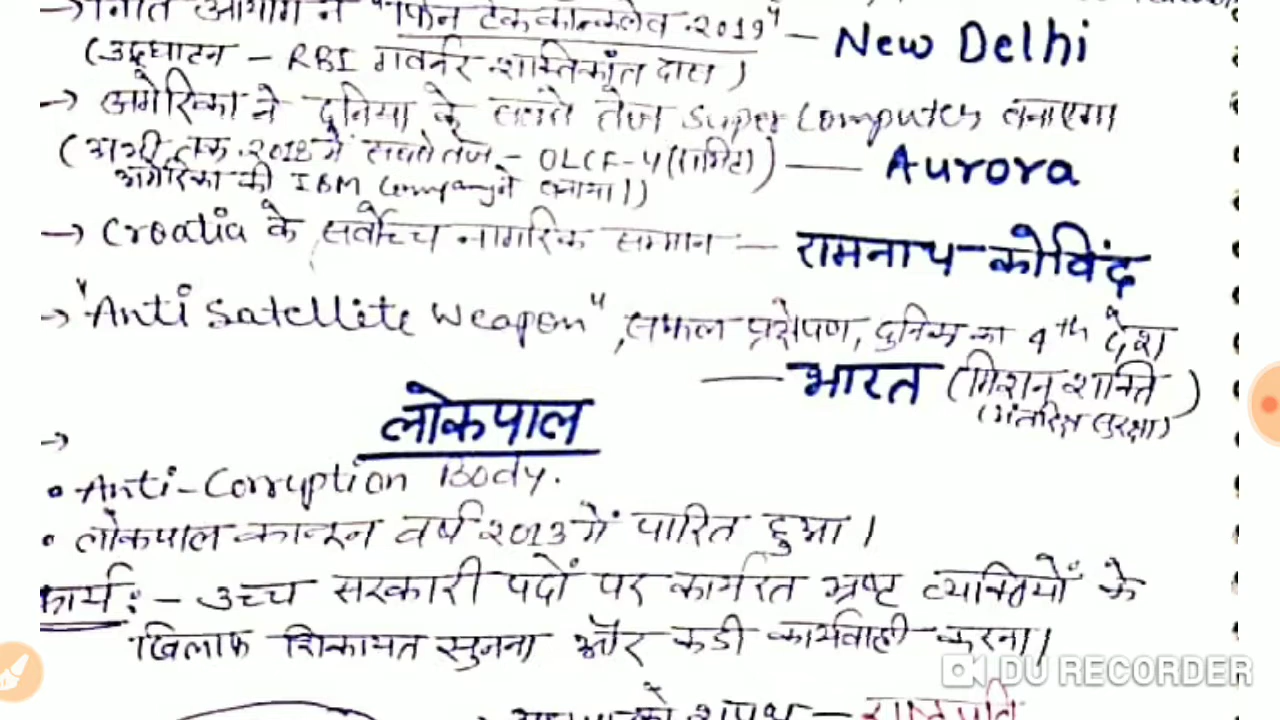 → नीति आयोग ने "फिन टेक कॉन्क्लेव-2019" – New Delhi
(उद्घाटन – RBI गवर्नर शक्तिकांत दास)
→ अमेरिका ने दुनिया के सबसे तेज Super Computer बनाएगा
(अभी तक 2018 में सबसे तेज – OLCF-4 (समिट) — Aurora
अमेरिका की IBM Company ने बनाया।)
→ Croatia के सर्वोच्च नागरिक सम्मान – रामनाथ कोविंद
→ "Anti Satellite Weapon", सफल प्रक्षेपण, दुनिया का 4th देश
— भारत (मिशन शक्ति)
(अंतरिक्ष सुरक्षा)
→ लोकपाल
• Anti-Corruption Body.
• लोकपाल कानून वर्ष 2013 में पारित हुआ।
कार्य:- उच्च सरकारी पदों पर कार्यरत भ्रष्ट व्यक्तियों के
खिलाफ शिकायत सुनना और कडी कार्यवाही करना।
DU RECORDER
को शपथ – राष्ट्रपति